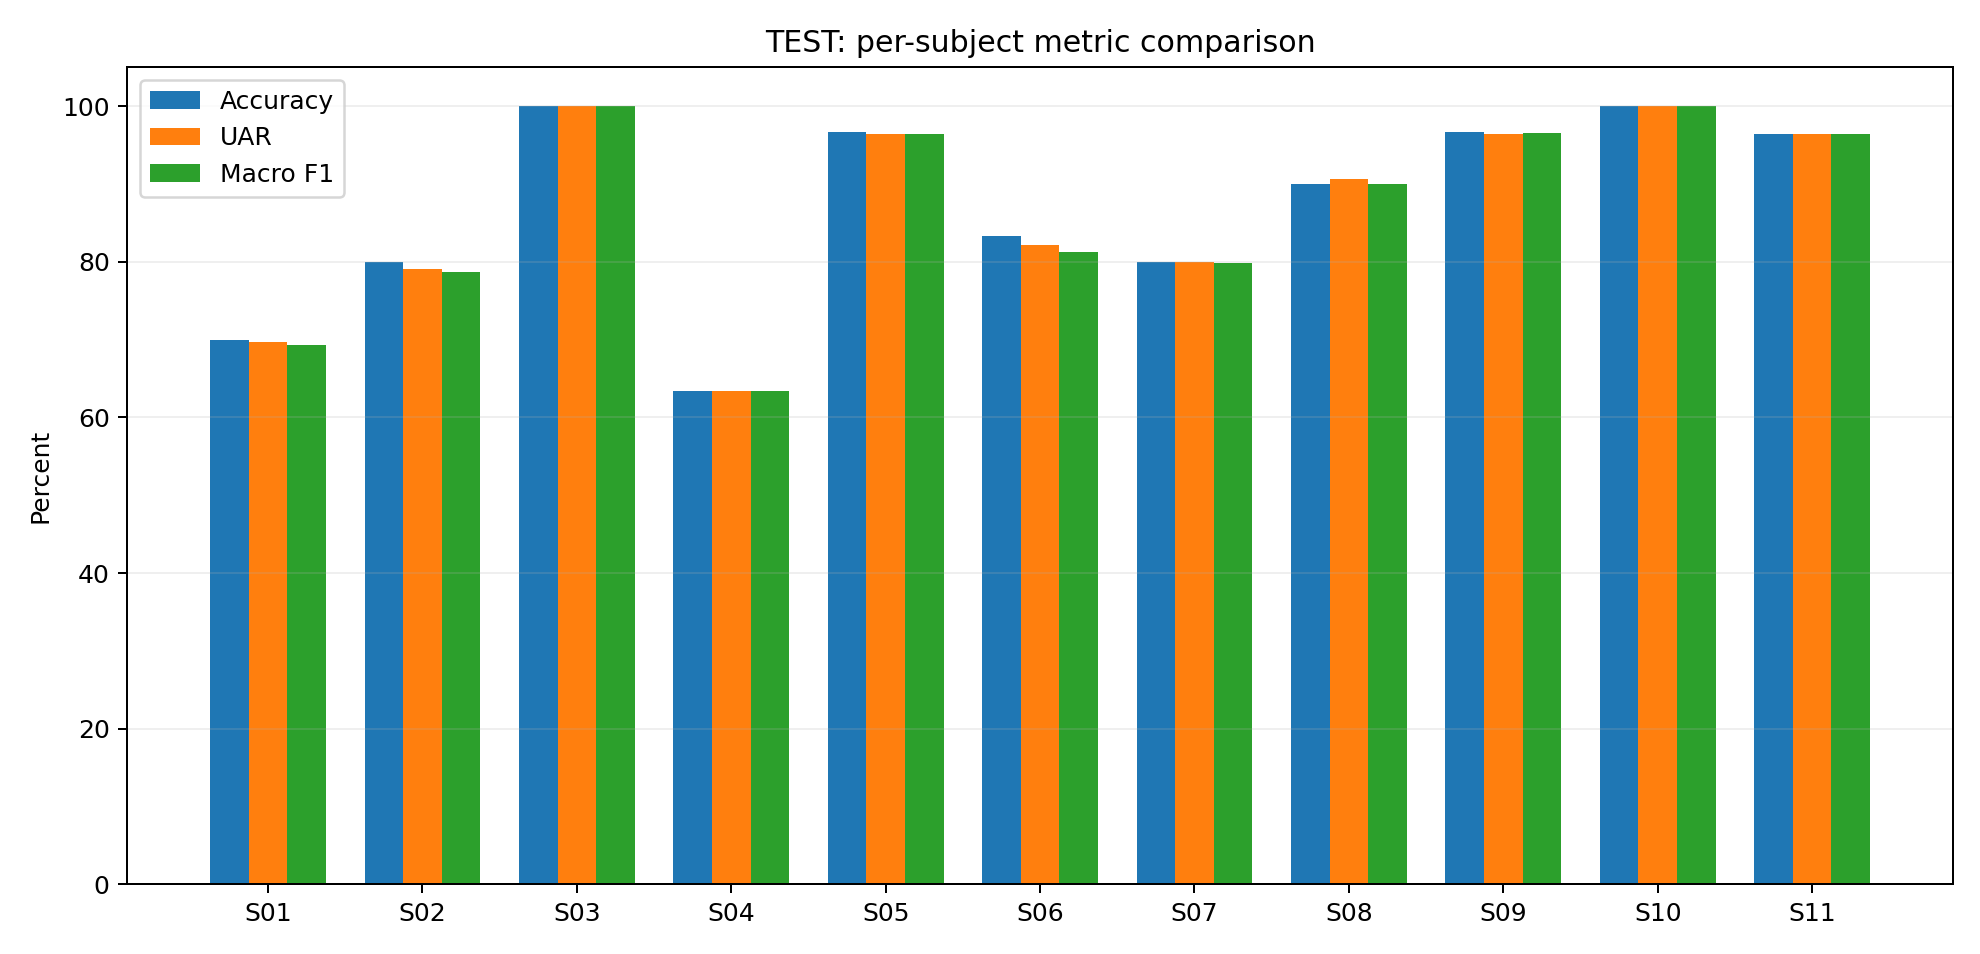 TEST: per-subject metric comparison
Accuracy
UAR
Macro F1
Percent
100
80
60
40
20
0
S01 S02 S03 S04 S05 S06 S07 S08 S09 S10 S11